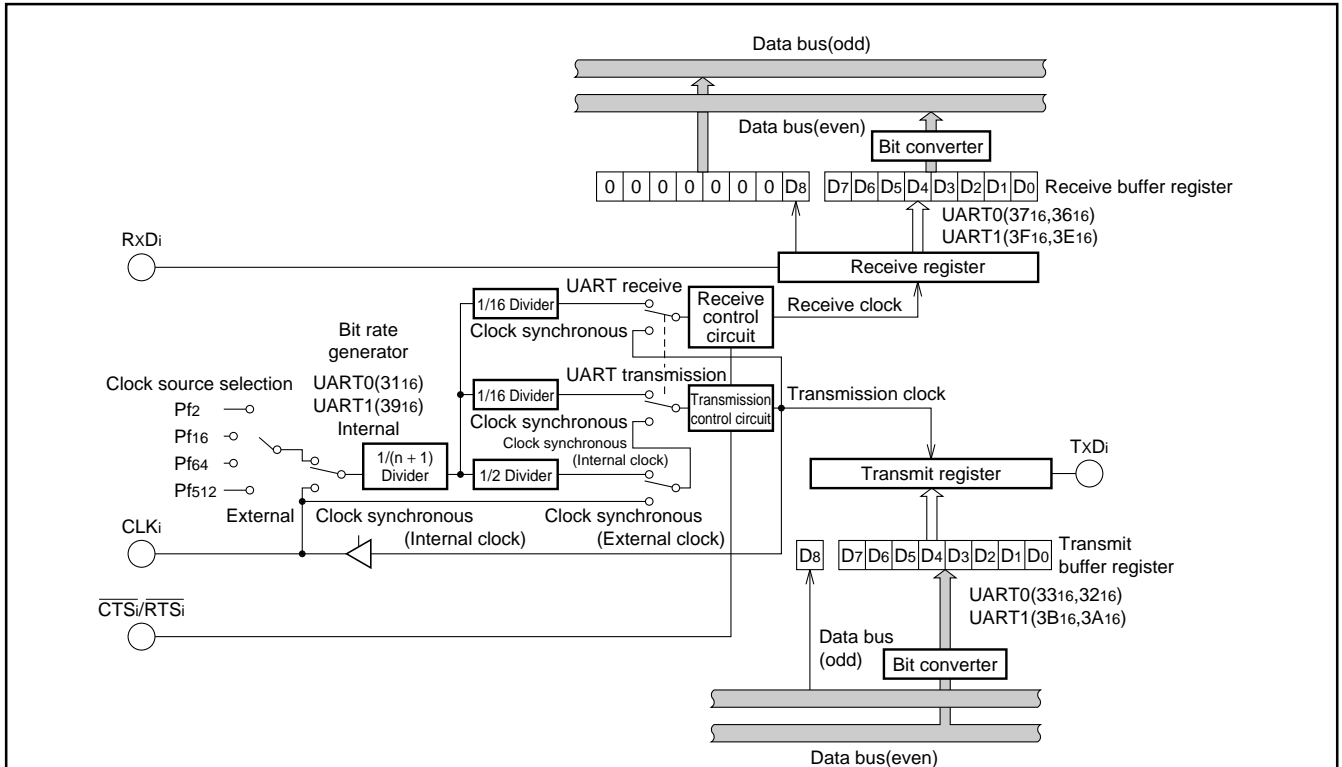 Data bus(odd)
Data bus(even)
Bit converter
0 0 0 0 0 0 0 D8
D7 D6 D5 D4 D3 D2 D1 D0
Receive buffer register
UART0(3716,3616)
UART1(3F16,3E16)
RXDi
Receive register
UART receive
1/16 Divider
Receive
control
circuit
Receive clock
Clock synchronous
Bit rate
generator
UART0(3116)
UART1(3916)
Clock source selection
Pf2
Pf16
Pf64
Pf512
Internal
External
1/(n + 1)
Divider
UART transmission
1/16 Divider
Transmission
control circuit
Transmission clock
Clock synchronous
Clock synchronous
(Internal clock)
1/2 Divider
Clock synchronous
(Internal clock)
Clock synchronous
(External clock)
Transmit register
TXDi
CLKi
CTSi/RTSi
D8
D7 D6 D5 D4 D3 D2 D1 D0
Transmit
buffer register
UART0(3316,3216)
UART1(3B16,3A16)
Data bus
(odd)
Bit converter
Data bus(even)